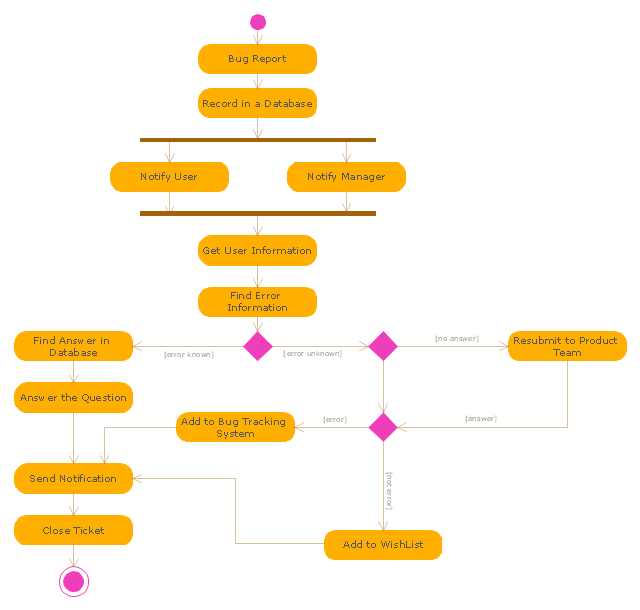 Bug Report
Record in a Database
Notify User
Notify Manager
Get User Information
Find Error
Information
Find Answer in
Database
[error known]
[error unknown]
[no answer]
Resubmit to Product
Team
Answer the Question
Add to Bug Tracking
System
[error]
[answer]
Send Notification
[not error]
Close Ticket
Add to WishList